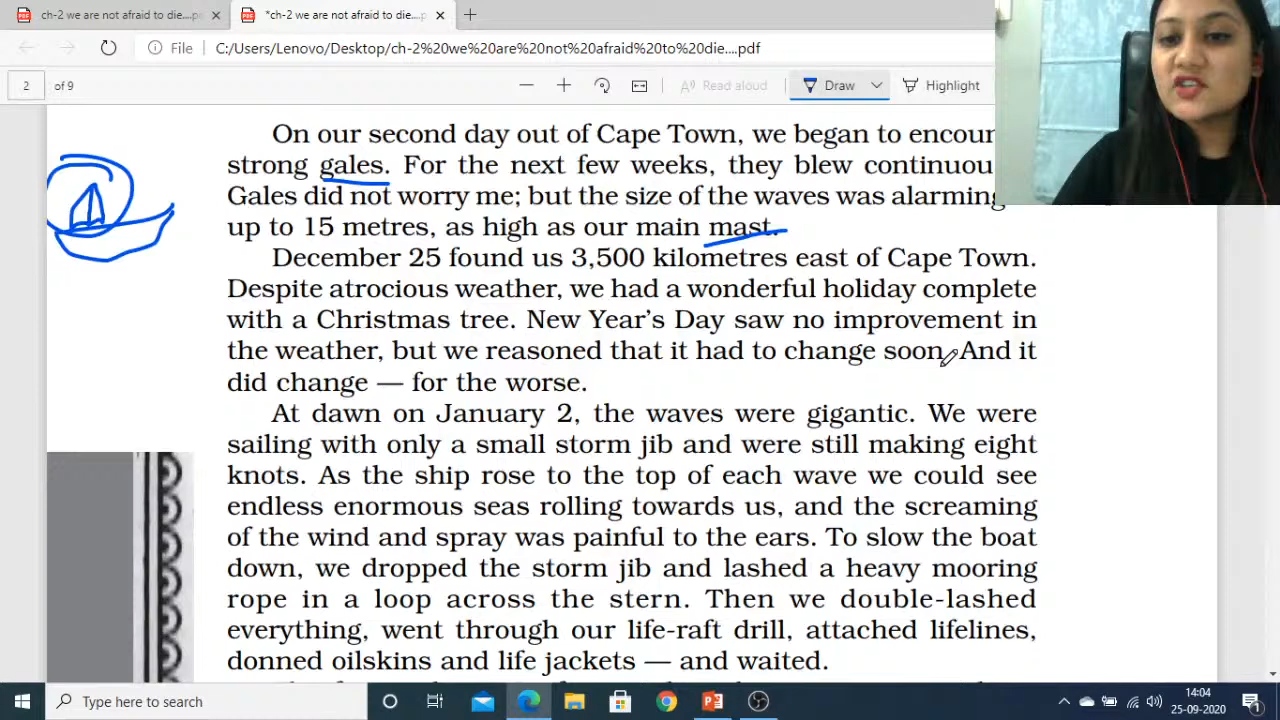 ch-2 we are not afraid to die....p
*ch-2 we are not afraid to die....p
File
C:/Users/Lenovo/Desktop/ch-2%20we%20are%20not%20afraid%20to%20die....pdf
2 of 9
Read aloud
Draw
Highlight
On our second day out of Cape Town, we began to encoun
strong gales. For the next few weeks, they blew continuou
Gales did not worry me; but the size of the waves was alarming
up to 15 metres, as high as our main mast.
December 25 found us 3,500 kilometres east of Cape Town.
Despite atrocious weather, we had a wonderful holiday complete
with a Christmas tree. New Year’s Day saw no improvement in
the weather, but we reasoned that it had to change soon. And it
did change — for the worse.
At dawn on January 2, the waves were gigantic. We were
sailing with only a small storm jib and were still making eight
knots. As the ship rose to the top of each wave we could see
endless enormous seas rolling towards us, and the screaming
of the wind and spray was painful to the ears. To slow the boat
down, we dropped the storm jib and lashed a heavy mooring
rope in a loop across the stern. Then we double-lashed
everything, went through our life-raft drill, attached lifelines,
donned oilskins and life jackets — and waited.
Type here to search
14:04
25-09-2020